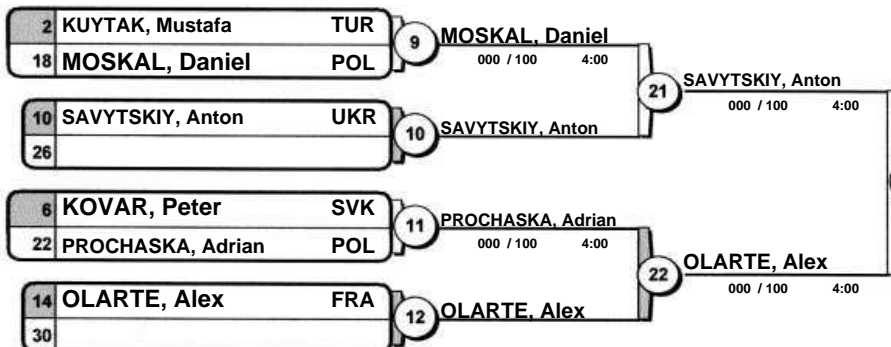 2 KUYTAK, Mustafa TUR
18 MOSKAL, Daniel POL
9 MOSKAL, Daniel
000 / 100 4:00
10 SAVYTSKIY, Anton UKR
26
10 SAVYTSKIY, Anton
21 SAVYTSKIY, Anton
000 / 100 4:00
6 KOVAR, Peter SVK
22 PROCHASKA, Adrian POL
11 PROCHASKA, Adrian
000 / 100 4:00
14 OLARTE, Alex FRA
30
12 OLARTE, Alex
22 OLARTE, Alex
000 / 100 4:00